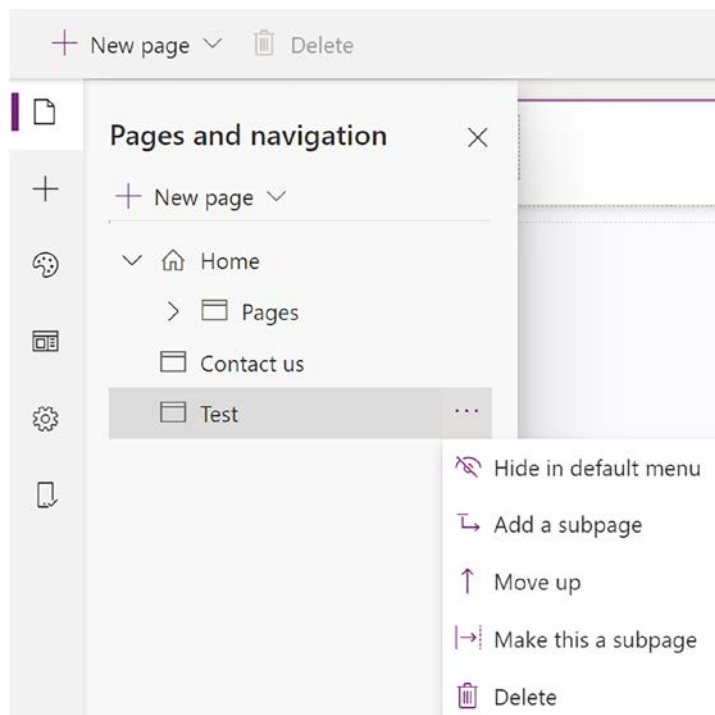 New page Delete
Pages and navigation
New page
Home
Pages
Contact us
Test
Hide in default menu
Add a subpage
Move up
Make this a subpage
Delete